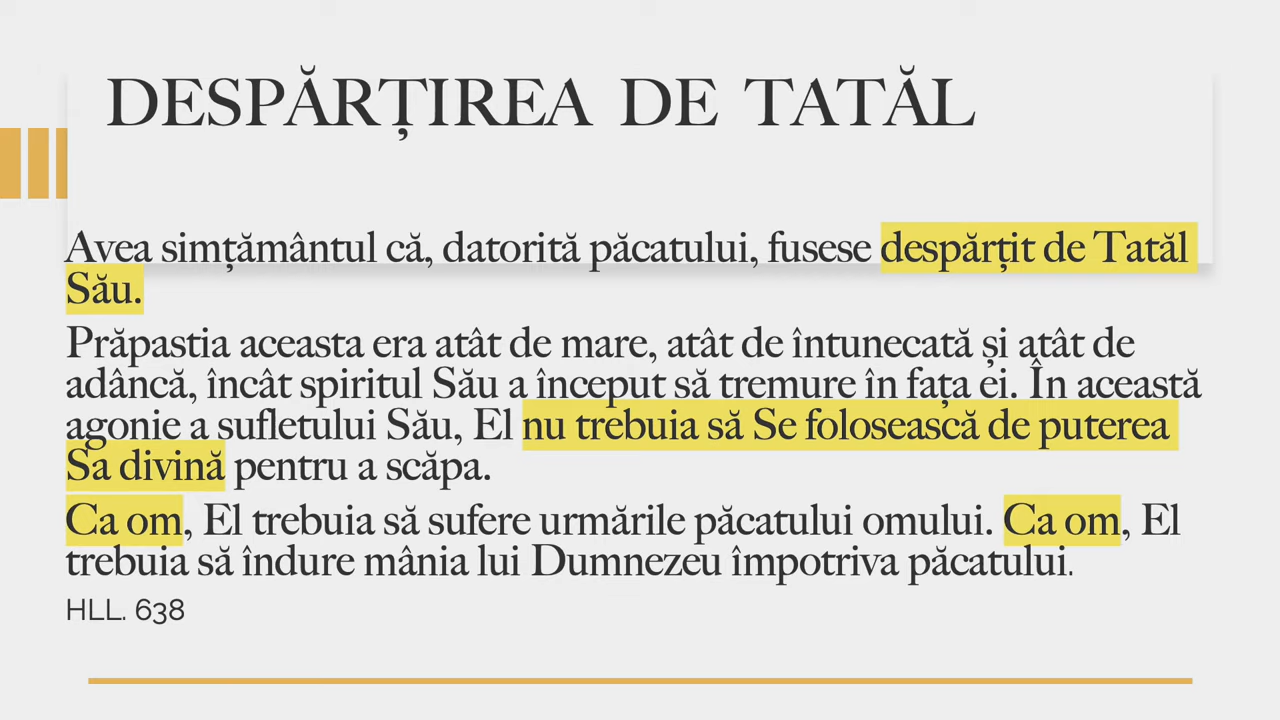 DESPĂRȚIREA DE TATĂL
Avea simțământul că, datorită păcatului, fusese despărțit de Tatăl
Său.
Prăpastia aceasta era atât de mare, atât de întunecată și atât de
adâncă, încât spiritul Său a început să tremure în fața ei. În această
agonie a sufletului Său, El nu trebuia să Se folosească de puterea
Sa divină pentru a scăpa.
Ca om, El trebuia să sufere urmările păcatului omului. Ca om, El
trebuia să îndure mânia lui Dumnezeu împotriva păcatului.
HLL. 638